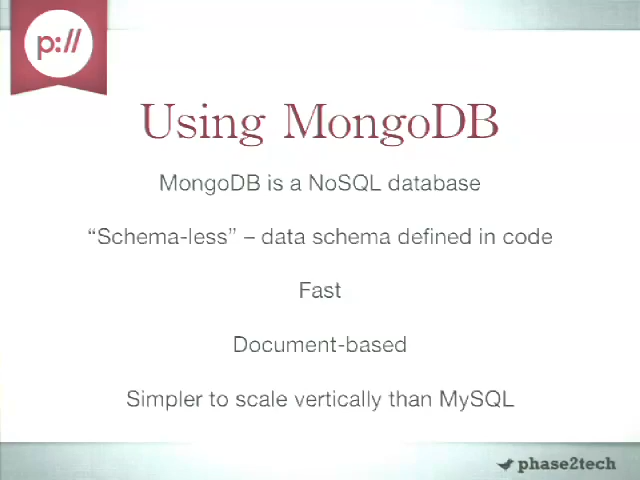 p://
Using MongoDB
MongoDB is a NoSQL database
“Schema-less” – data schema defined in code
Fast
Document-based
Simpler to scale vertically than MySQL
phase2tech